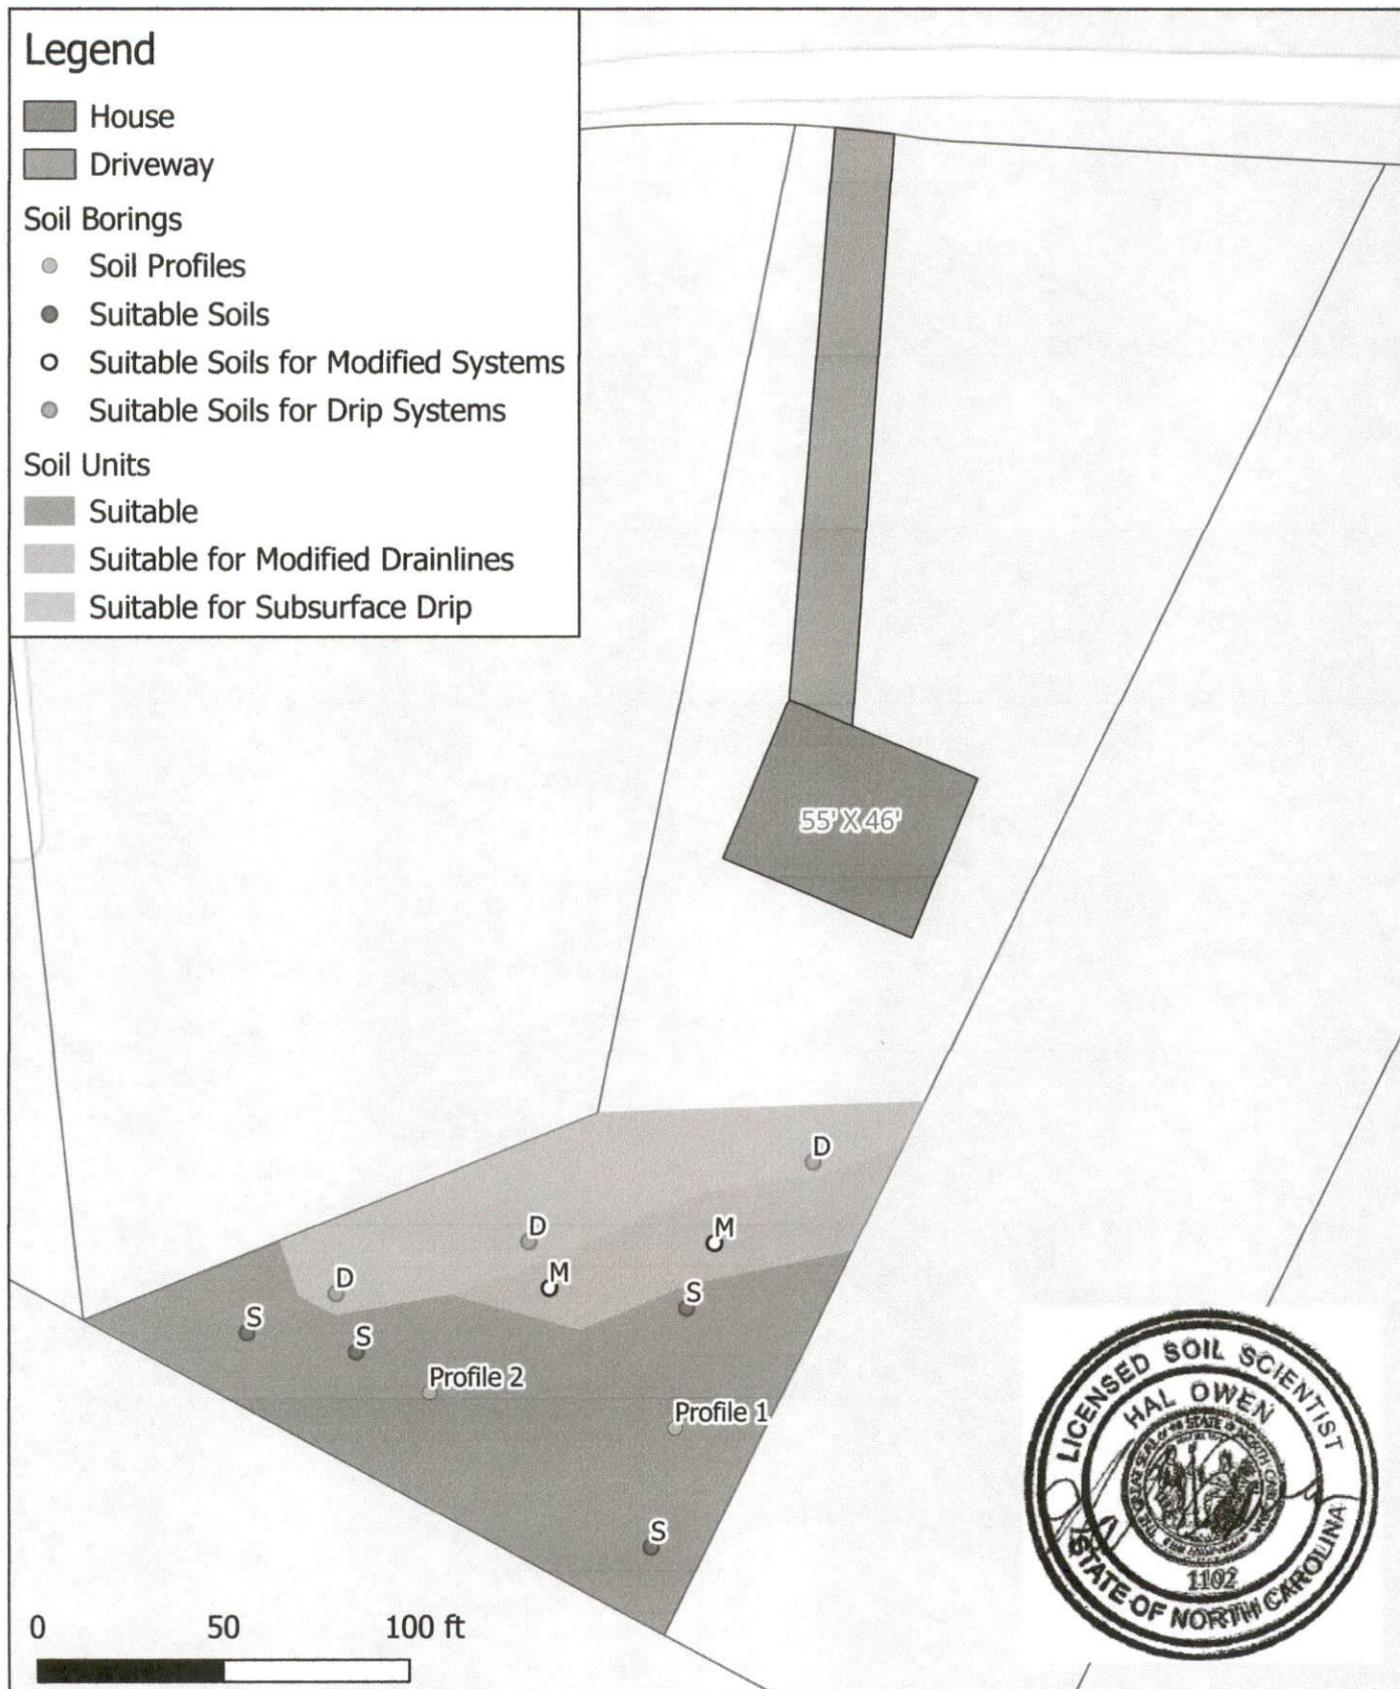 Legend
House
Driveway
Soil Borings
Soil Profiles
Suitable Soils
Suitable Soils for Modified Systems
Suitable Soils for Drip Systems
Soil Units
Suitable
Suitable for Modified Drainlines
Suitable for Subsurface Drip
55' X 46'
D
D
M
D
M
S
S
S
Profile 2
Profile 1
S
0 50 100 ft
LICENSED SOIL SCIENTIST
HAL OWEN
1102
STATE OF NORTH CAROLINA